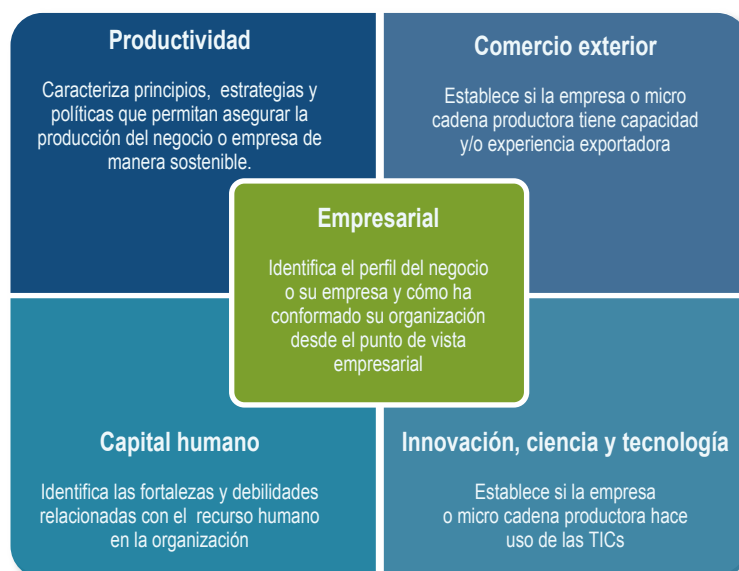 Productividad
Caracteriza principios, estrategias y
políticas que permitan asegurar la
producción del negocio o empresa de
manera sostenible.
Comercio exterior
Establece si la empresa o micro
cadena productora tiene capacidad
y/o experiencia exportadora
Empresarial
Identifica el perfil del negocio
o su empresa y cómo ha
conformado su organización
desde el punto de vista
empresarial
Capital humano
Identifica las fortalezas y debilidades
relacionadas con el recurso humano
en la organización
Innovación, ciencia y tecnología
Establece si la empresa
o micro cadena productora hace
uso de las TICs